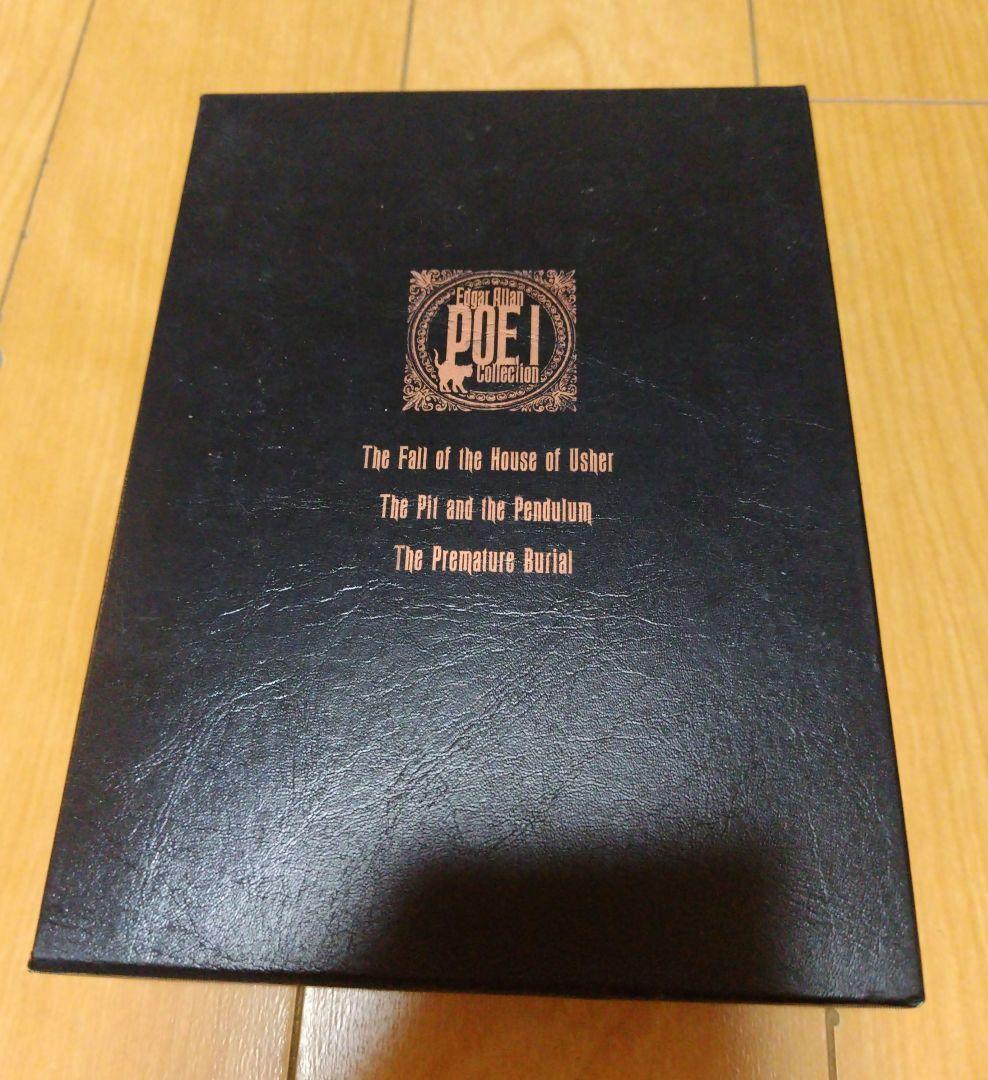 Edgar Allan
POE I
Collection
The Fall of the House of Usher
The Pit and the Pendulum
The Premature Burial